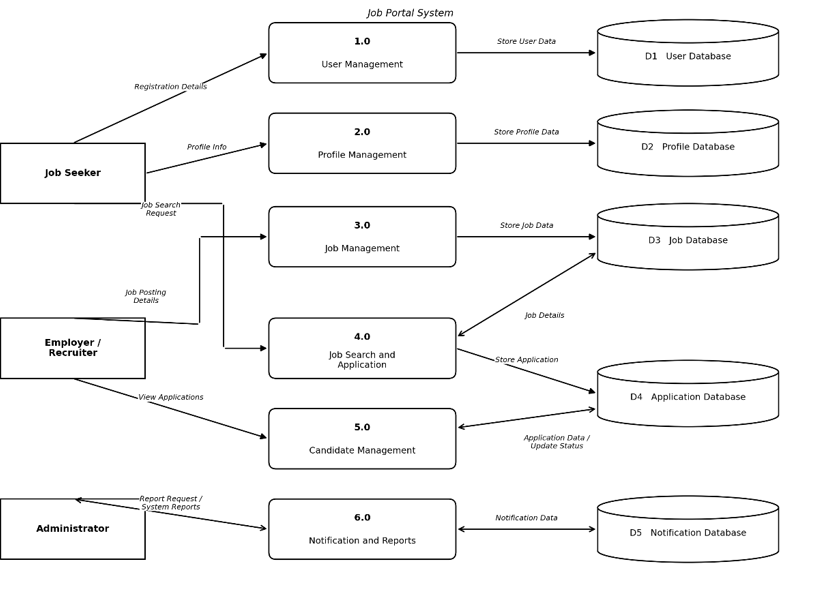 Job Portal System
1.0
User Management
Store User Data
D1 User Database
Registration Details
2.0
Profile Management
Profile Info
Store Profile Data
D2 Profile Database
Job Seeker
Job Search
Request
3.0
Job Management
Store Job Data
D3 Job Database
Job Posting
Details
Job Details
Employer /
Recruiter
4.0
Job Search and
Application
Store Application
D4 Application Database
View Applications
5.0
Candidate Management
Application Data /
Update Status
Report Request /
System Reports
Administrator
6.0
Notification and Reports
Notification Data
D5 Notification Database